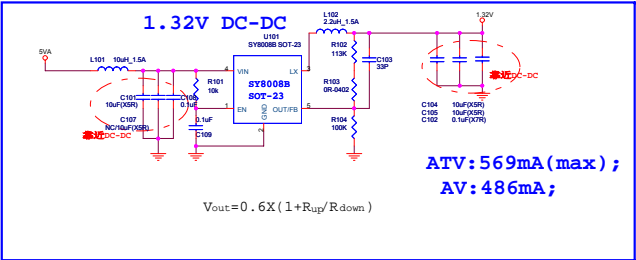 1.32V DC-DC
L102
2.2uH_1.5A
1.32V
U101
SY8008B SOT-23
5VA
L101 10uH_1.5A
R102
113K
C103
33P
4 VIN
LX 3
R101
10k
SY8008B
SOT-23
R103
0R-0402
靠近DC-DC
C101
10uF(X5R)
C108
0.1uF
1 EN
GND
OUT/FB 5
2
C107
NC/10uF(X5R)
0.1uF
C109
R104
100K
C104 10uF(X5R)
C105 10uF(X5R)
C102 0.1uF(X7R)
靠近DC-DC
ATV:569mA(max);
AV:486mA;
Vout=0.6X(1+Rup/Rdown)